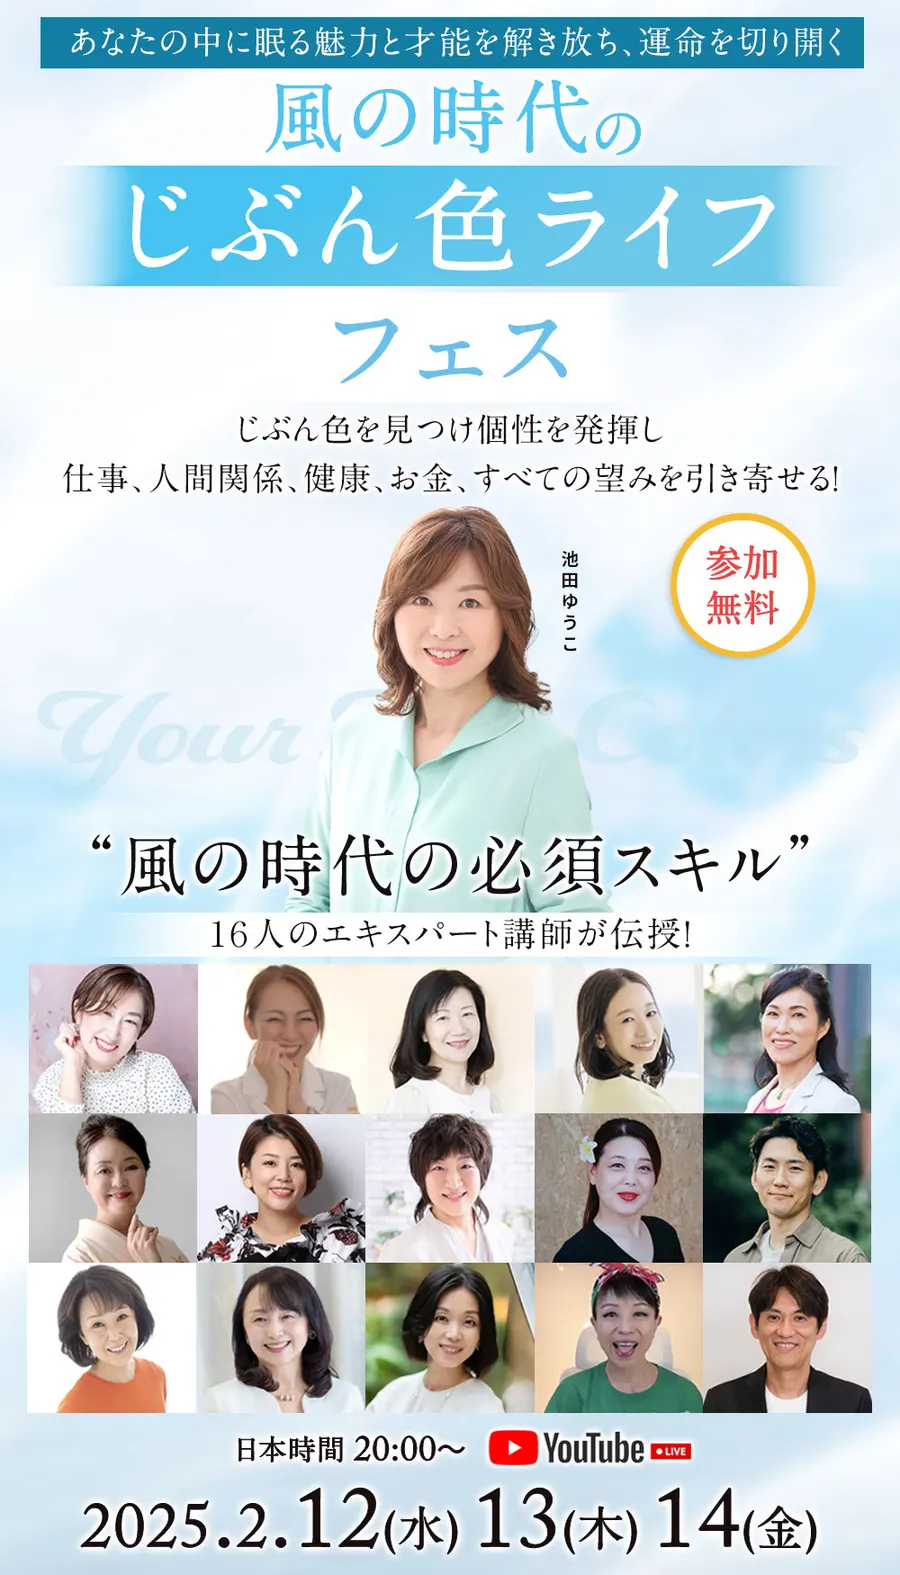 あなたの中に眠る魅力と才能を解き放ち、運命を切り開く
風の時代の
じぶん色ライフ
フェス
じぶん色を見つけ個性を発揮し
仕事、人間関係、健康、お金、すべての望みを引き寄せる!
池田ゆうこ
参加
無料
Your
“風の時代の必須スキル”
16人のエキスパート講師が伝授!
日本時間 20:00〜 YouTube LIVE
2025.2.12(水) 13(木) 14(金)